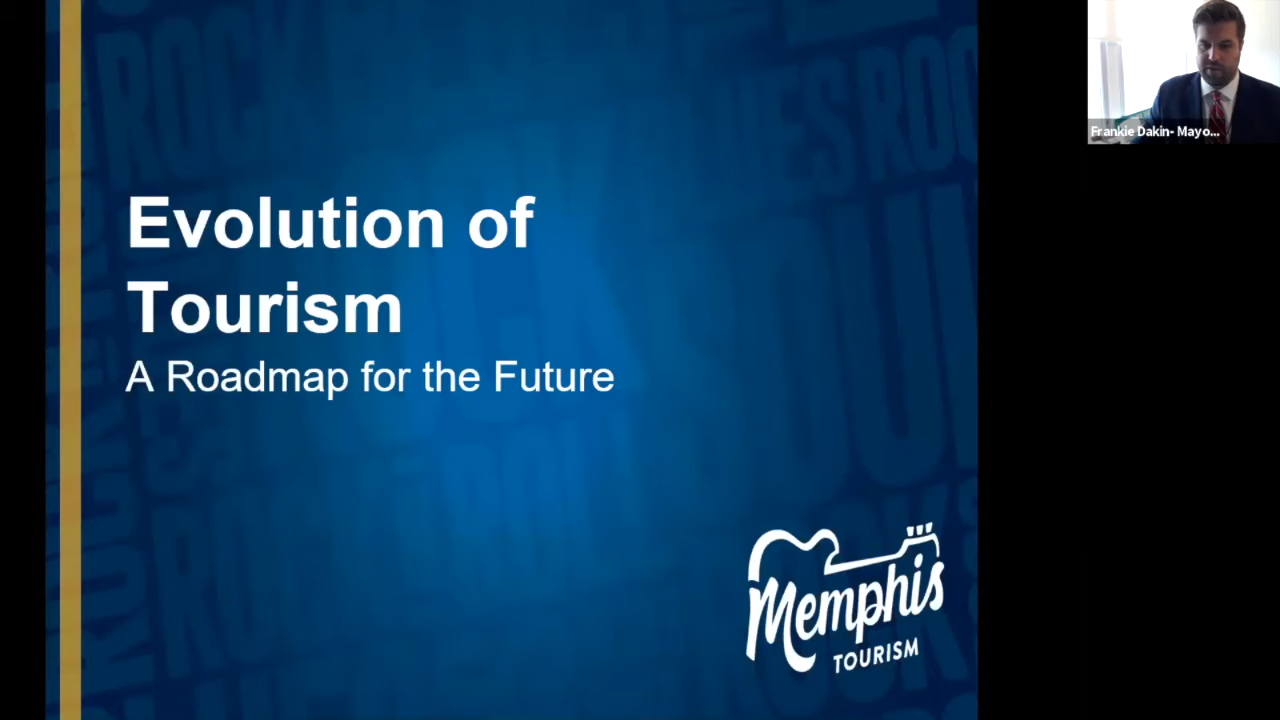 Evolution of
Tourism
A Roadmap for the Future
Memphis
TOURISM
Frankie Dakin- Mayo...